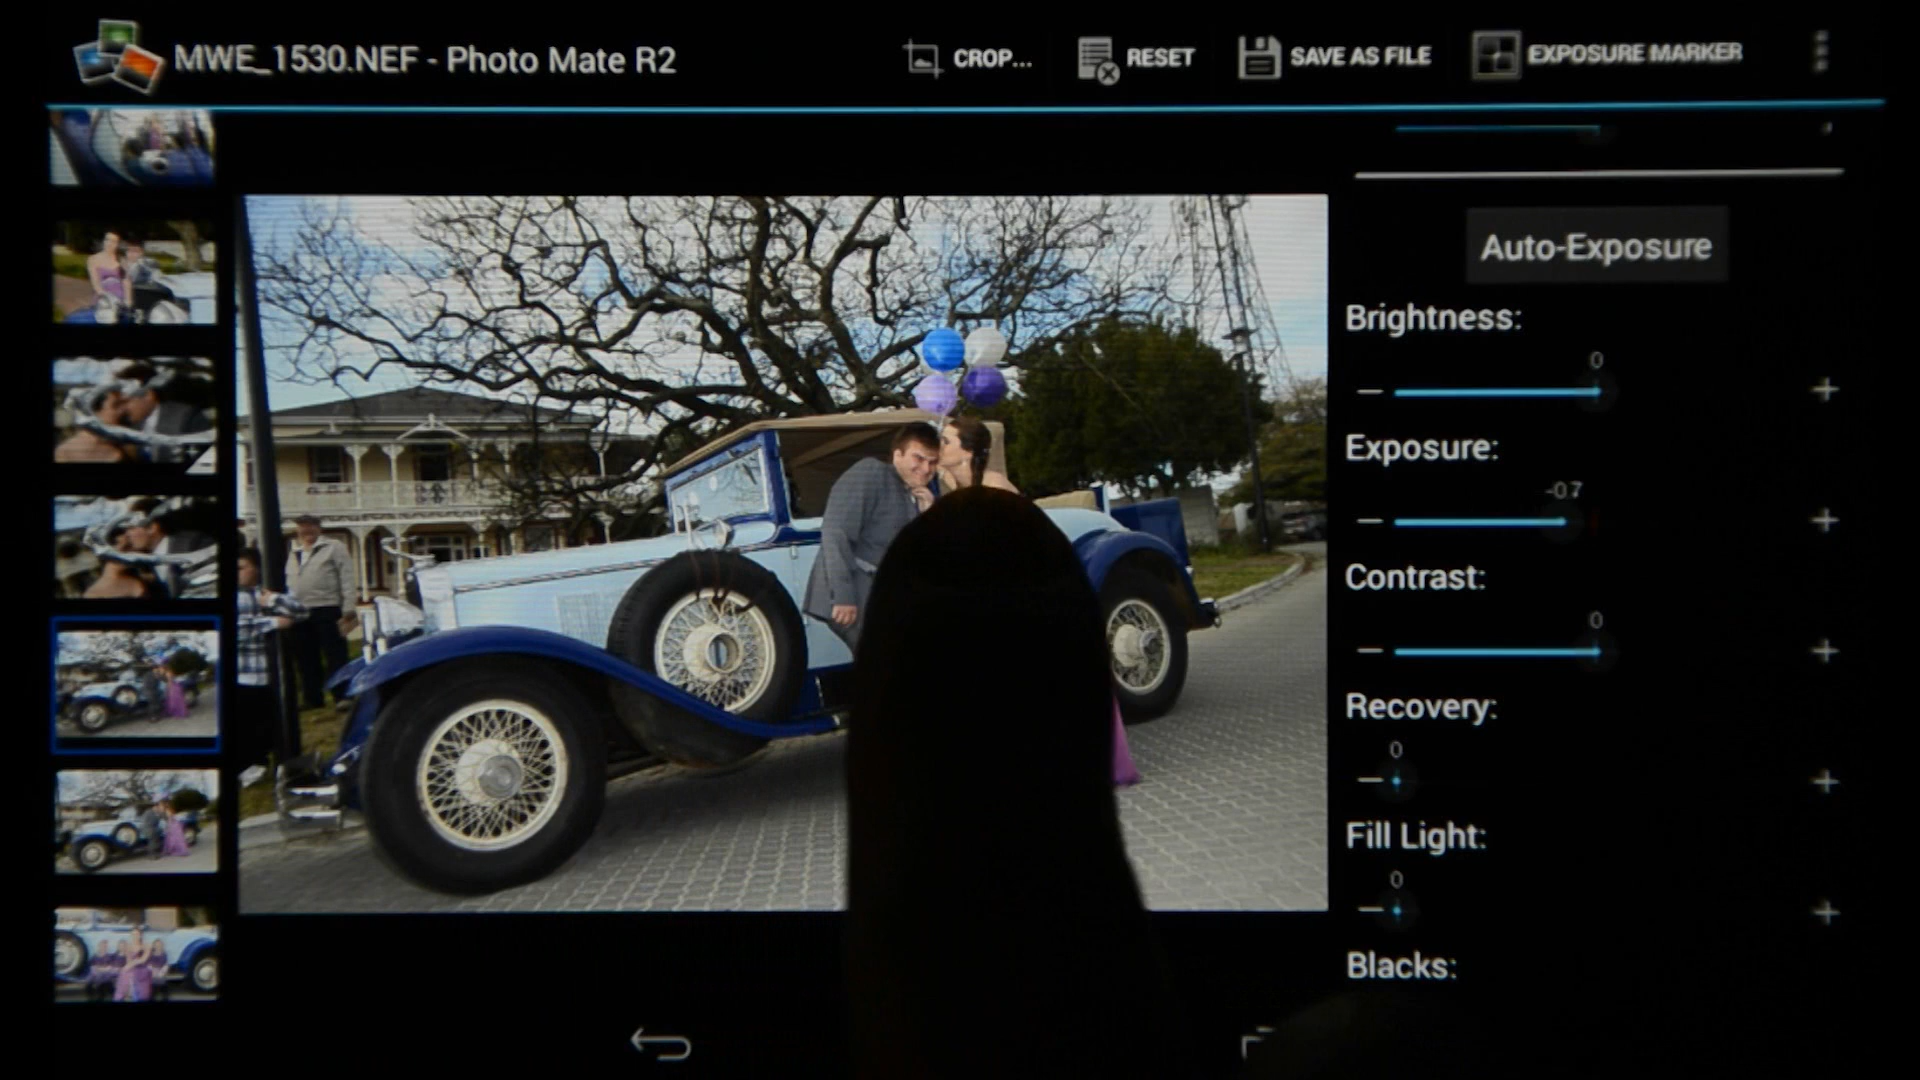 MWE_1530.NEF - Photo Mate R2
CROP...
RESET
SAVE AS FILE
EXPOSURE MARKER
Auto-Exposure
Brightness:
0
Exposure:
-0.7
Contrast:
0
Recovery:
0
Fill Light:
0
Blacks: